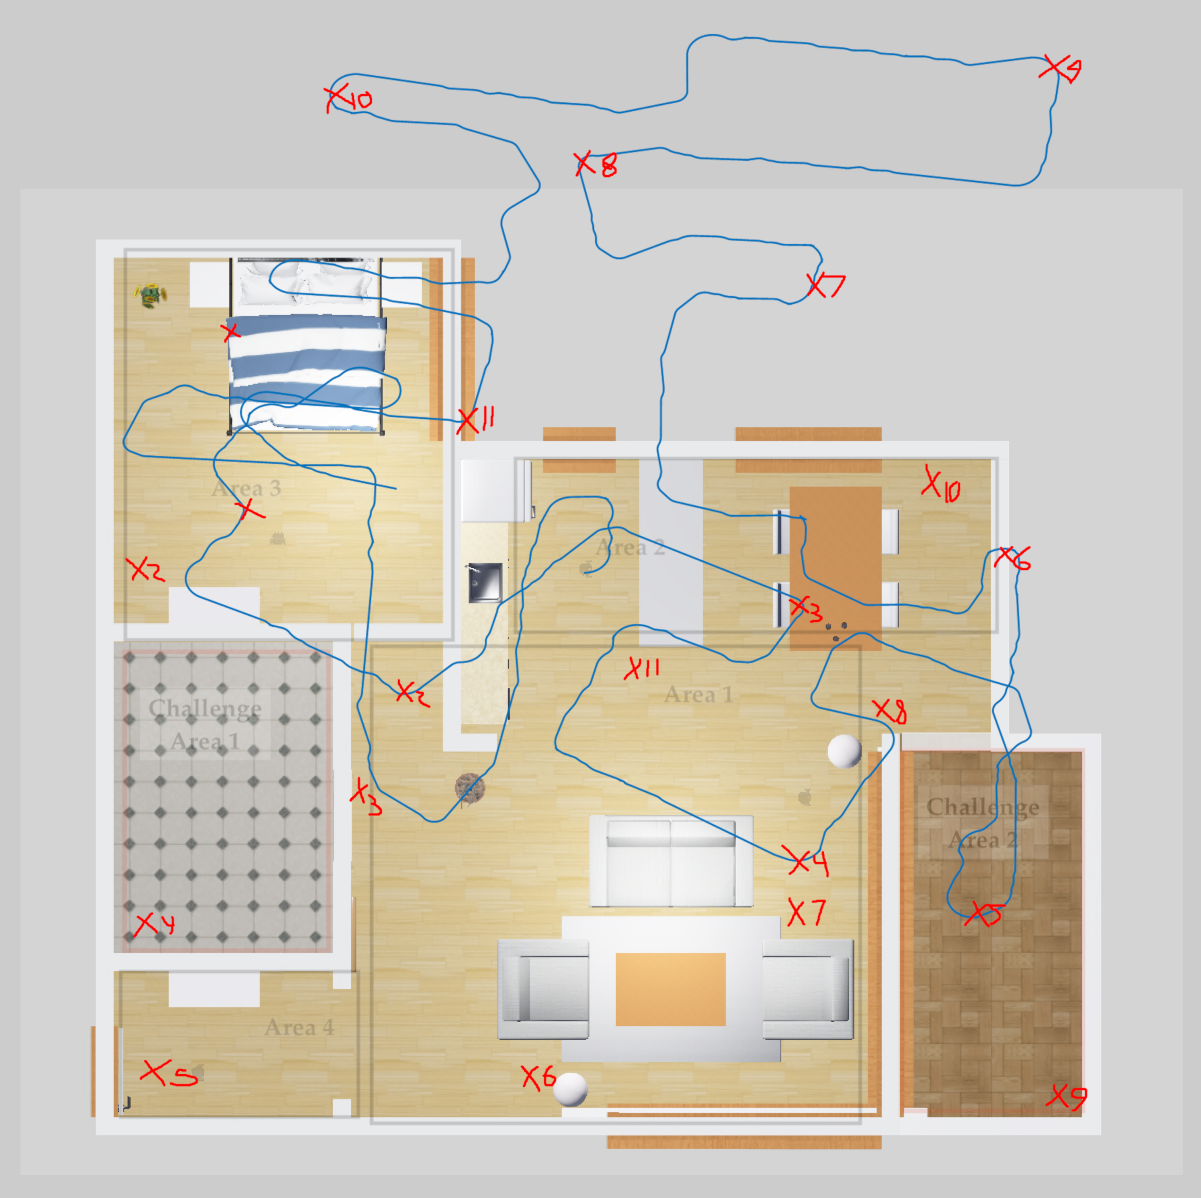 X9
X10
X8
X7
X
X11
Area 3
X
X10
Area 2
X6
X2
X3
X11
Area 1
X2
Challenge
Area 1
X8
X3
Challenge
Area 2
X4
X7
X5
X4
Area 4
X5
X6
X9